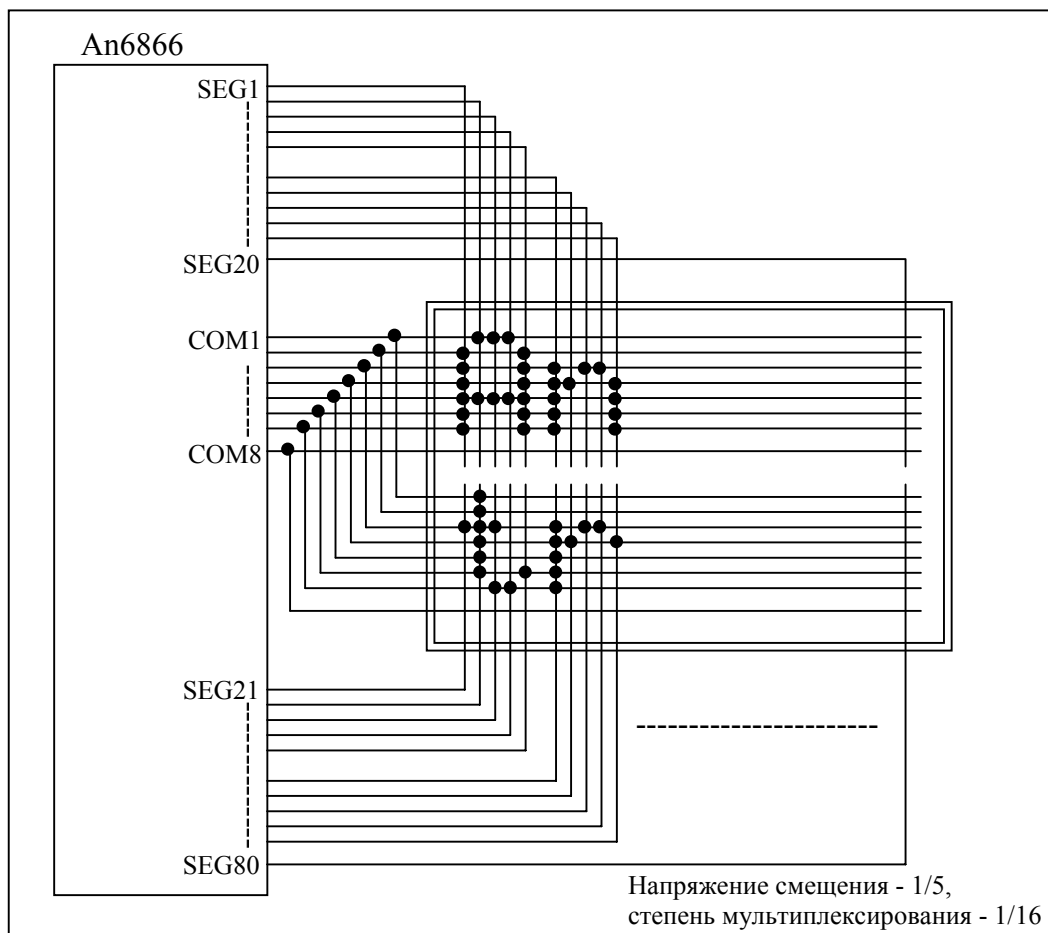 An6866
SEG1
SEG20
COM1
COM8
SEG21
SEG80
Напряжение смещения - 1/5,
степень мультиплексирования - 1/16